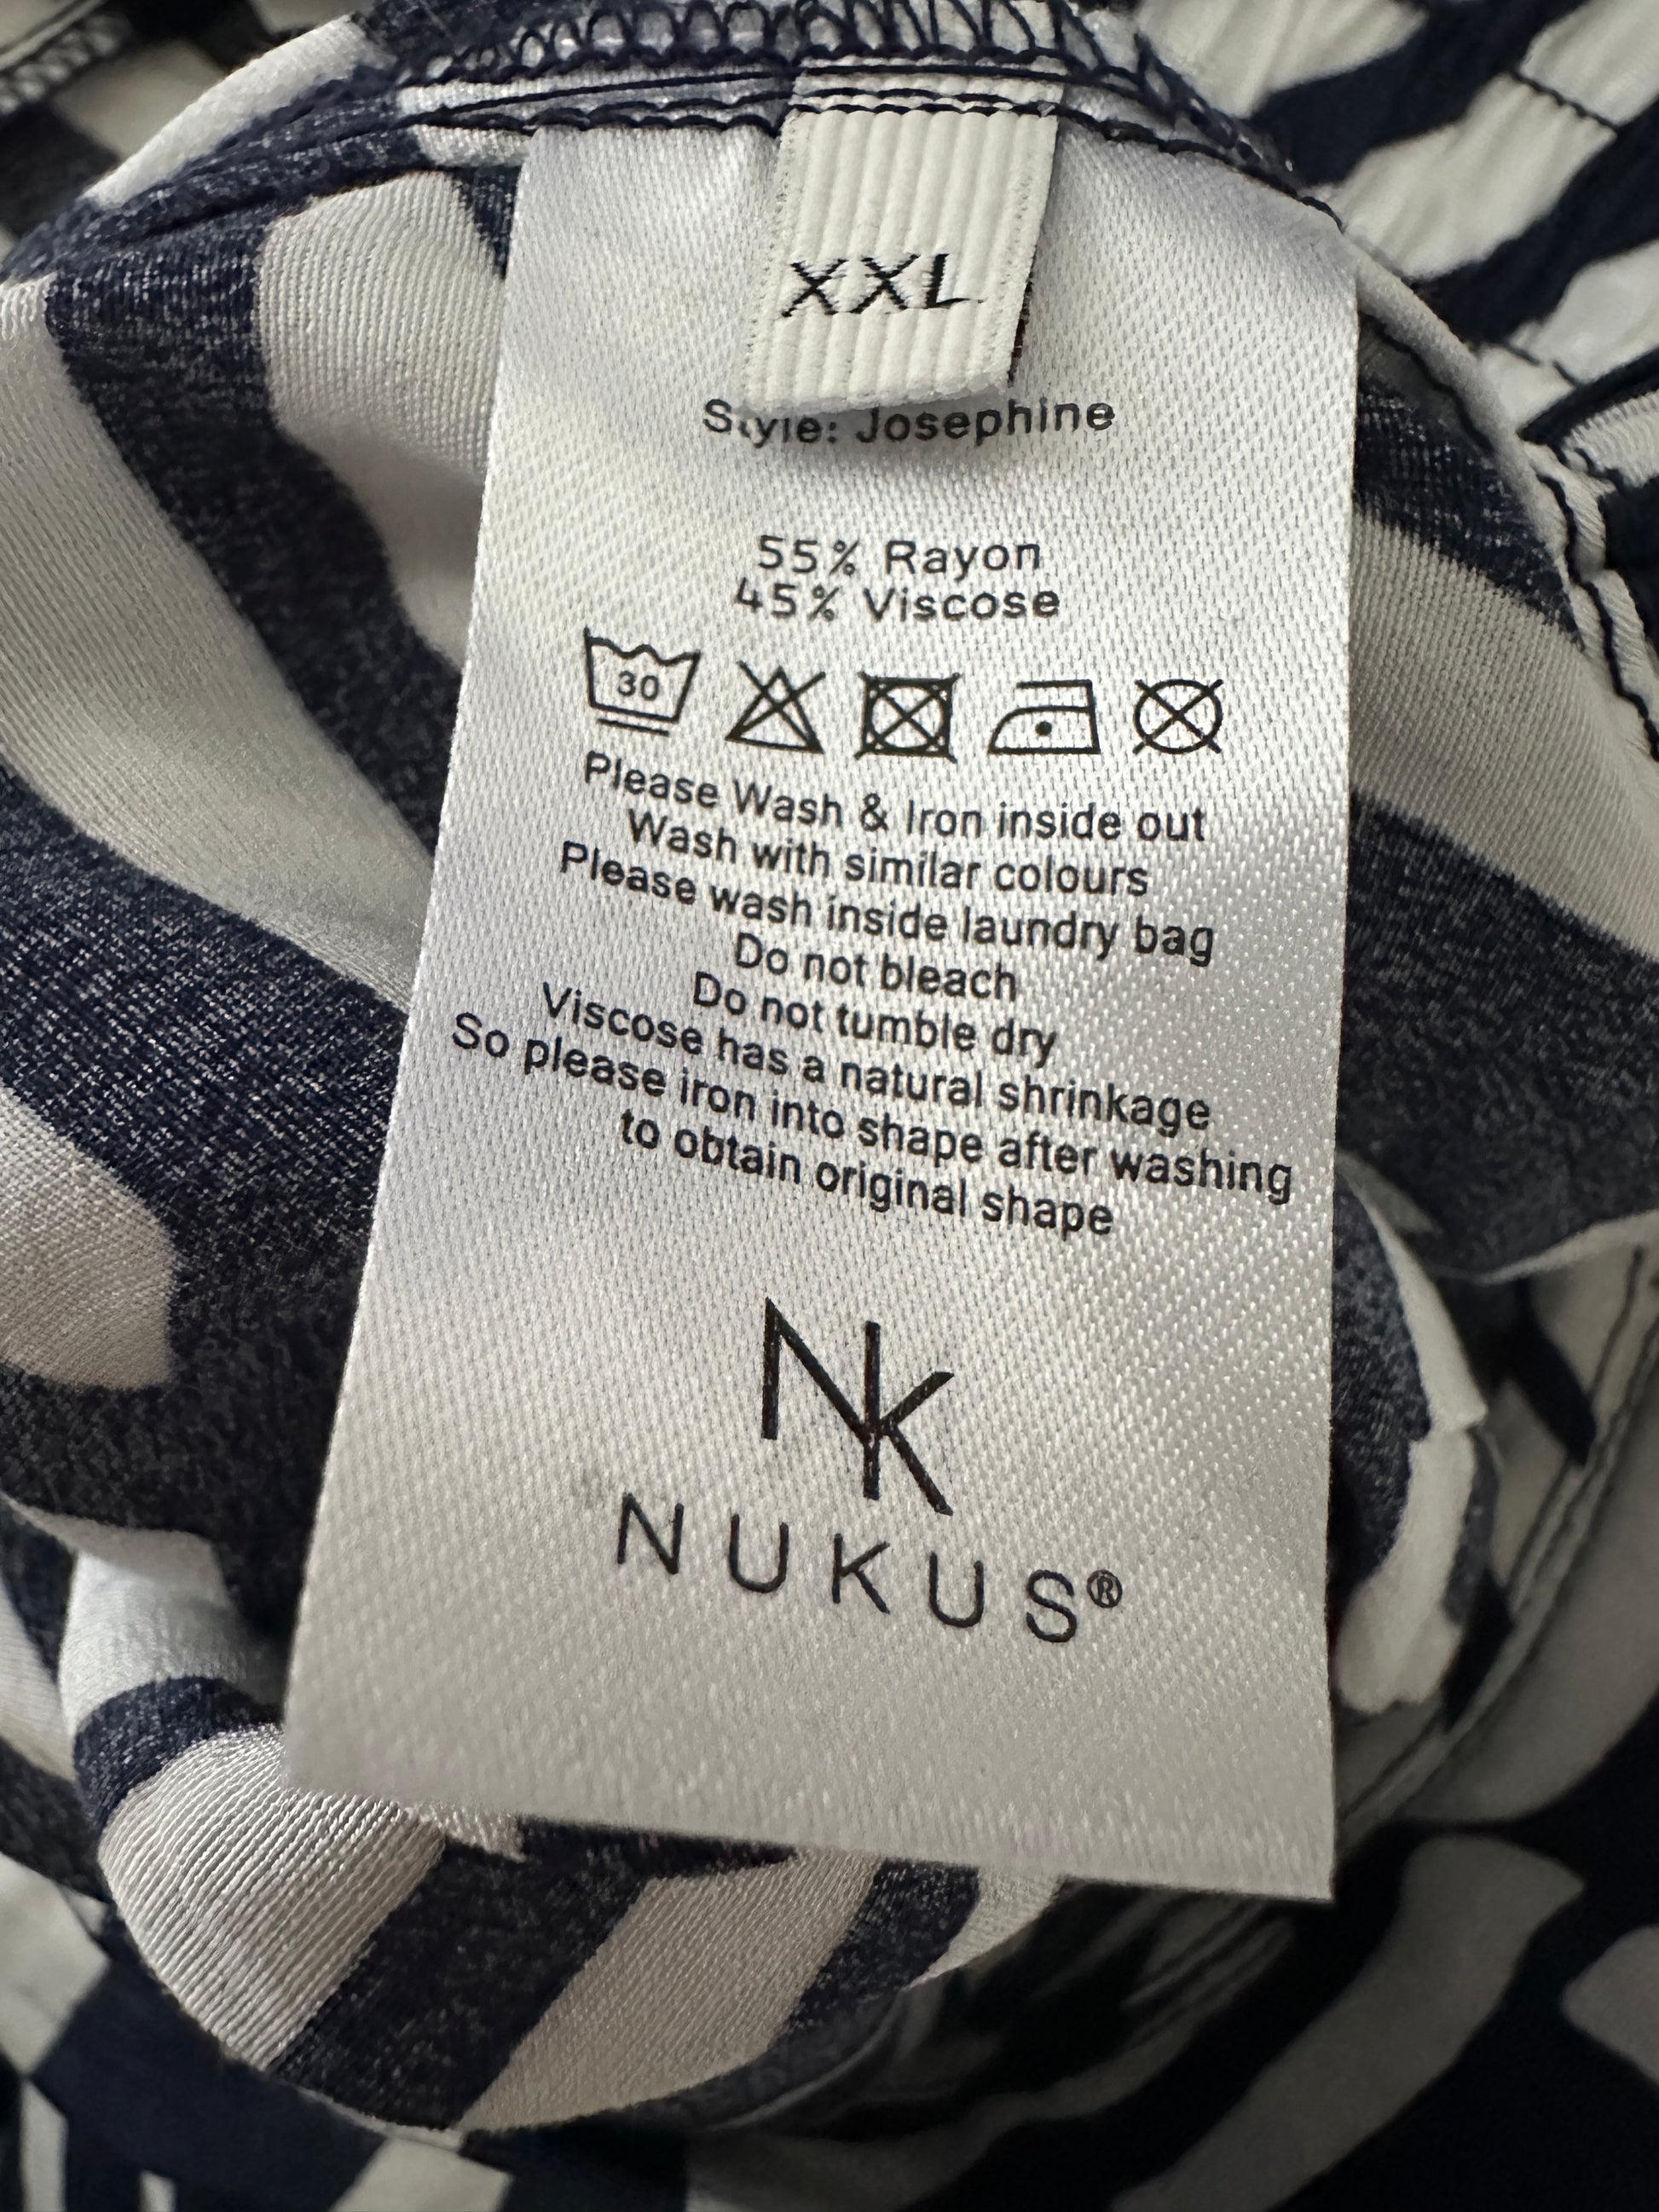 XXL
Style: Josephine
55% Rayon
45% Viscose
30
Please Wash & Iron inside out
Wash with similar colours
Please wash inside laundry bag
Do not bleach
Do not tumble dry
Viscose has a natural shrinkage
So please iron into shape after washing
to obtain original shape
NK
NUKUS®